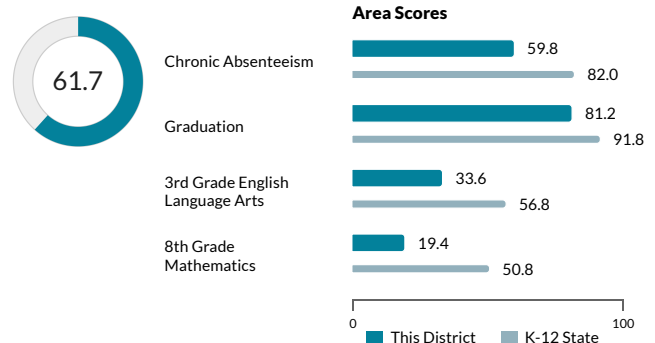 Area Scores
61.7
Chronic Absenteeism
59.8
82.0
Graduation
81.2
91.8
3rd Grade English
Language Arts
33.6
56.8
8th Grade
Mathematics
19.4
50.8
0
100
This District
K-12 State